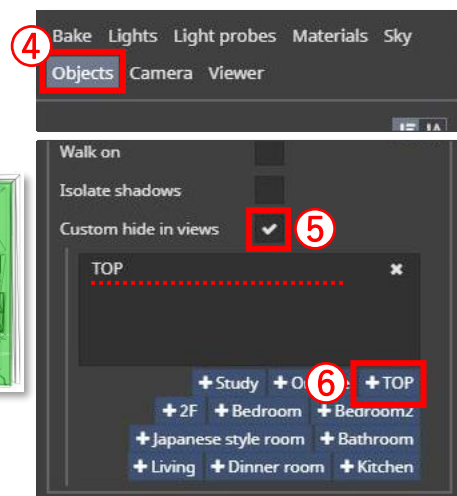 ④
Bake Lights Light probes Materials Sky
Objects Camera Viewer
Walk on
Isolate shadows
Custom hide in views ✔ ⑤
TOP ✖
+Study ⑥ +TOP
+2F +Bedroom +Bedroom2
+Japanese style room +Bathroom
+Living +Dinner room +Kitchen